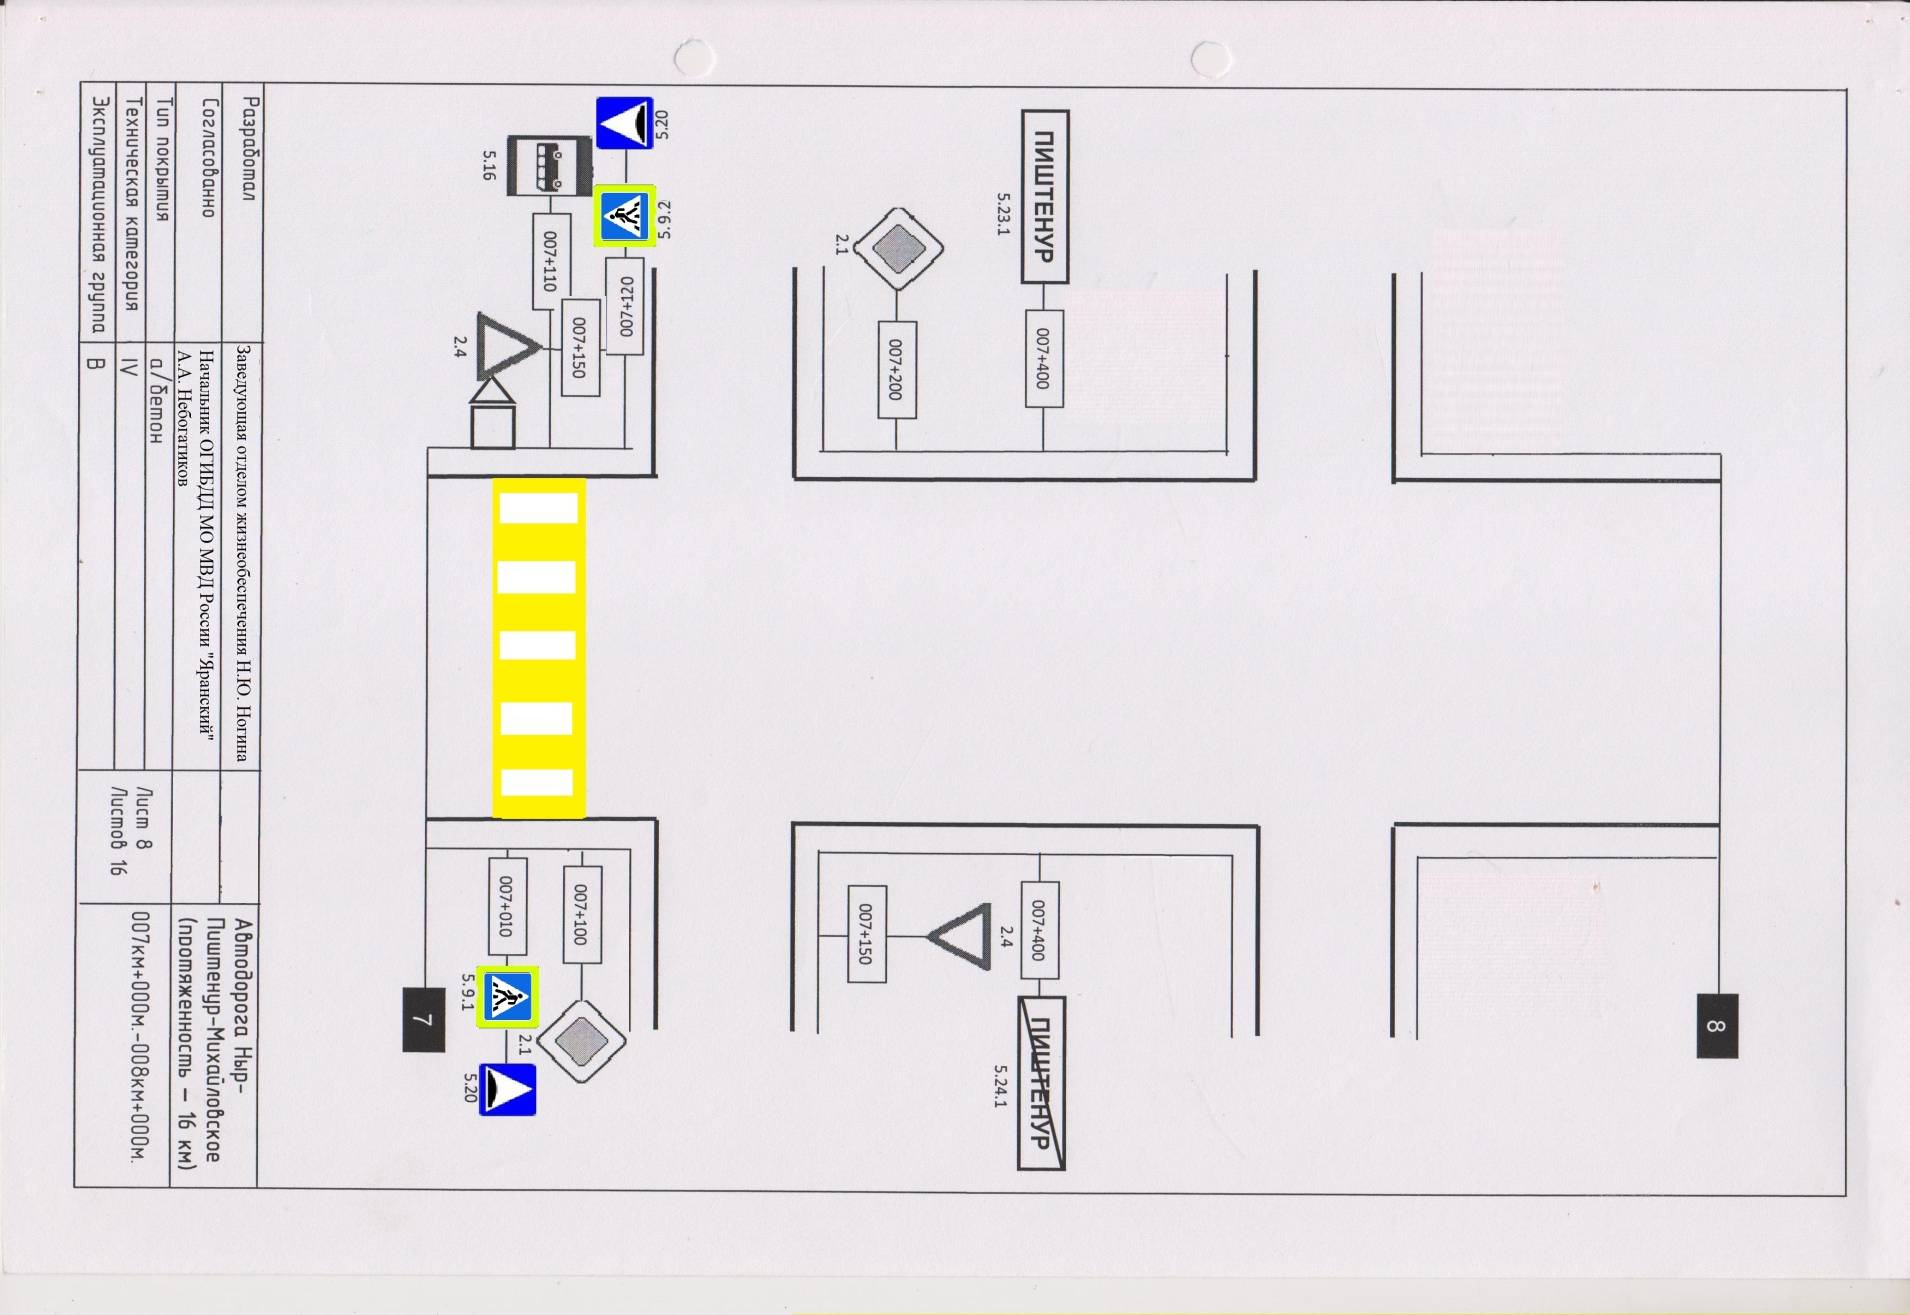 5.20
5.16
5.9.2
007+110
007+120
007+150
2.4
ПИШТЕНУР
5.23.1
2.1
007+200
007+400
007+010
007+100
5.9.1
2.1
5.20
7
007+150
2.4
007+400
ПИШТЕНУР
5.24.1
8
Разработал
Заведующая отделом жизнеобеспечения Н.Ю. Ногина
Согласованно
Начальник ОГИБДД МО МВД России "Яранский"
А.А. Небогатиков
Тип покрытия
а/бетон
Техническая категория
IV
Эксплуатационная группа
В
Лист 8
Листов 16
Автодорога Ныр-
Пиштенур-Михайловское
(протяженность – 16 км)
007км+000м.-008км+000м.